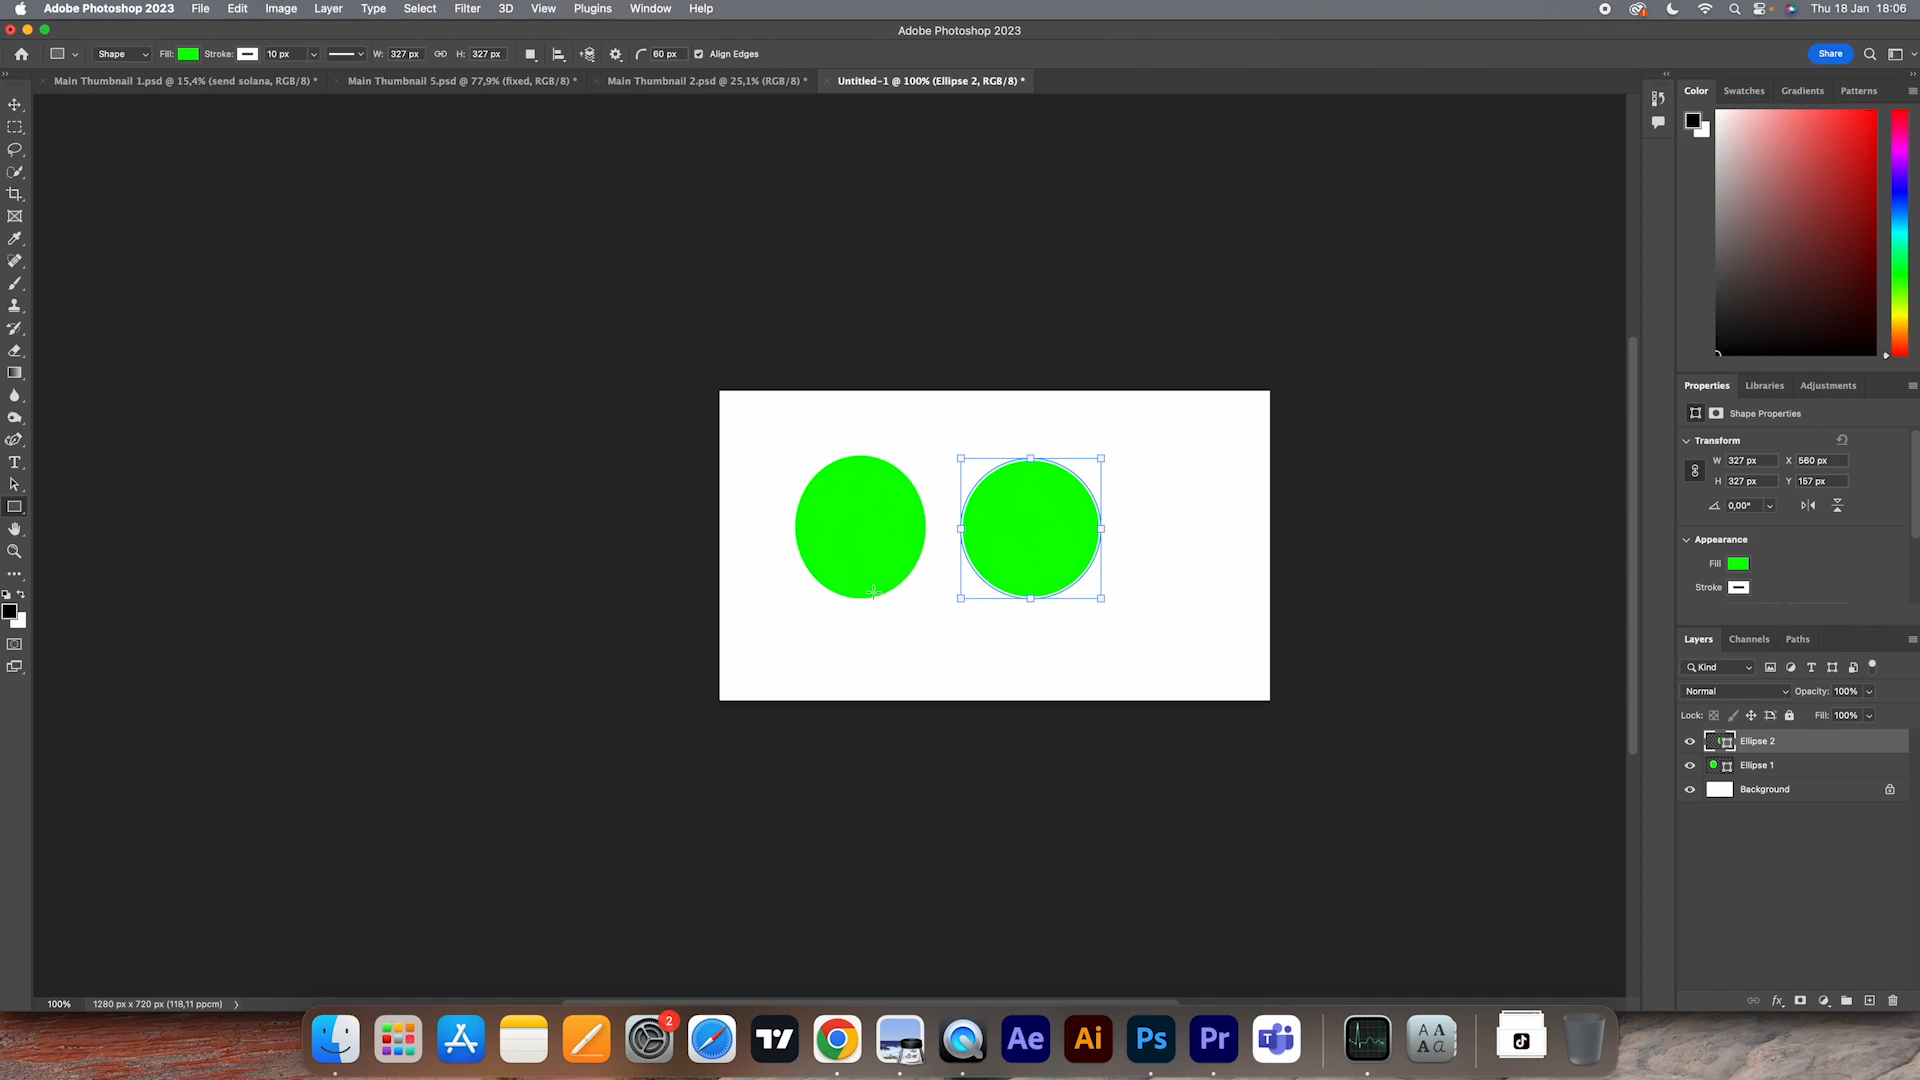 Adobe Photoshop 2023 File Edit Image Layer Type Select Filter 3D View Plugins Window Help Thu 18 Jan 18:06
Adobe Photoshop 2023
Shape Fill: Stroke: 10 px W: 327 px H: 327 px 60 px Align Edges Share
Main Thumbnail 1.psd @ 15,4% (send solana, RGB/8) * Main Thumbnail 5.psd @ 77,9% (fixed, RGB/8) * Main Thumbnail 2.psd @ 25,1% (RGB/8) * Untitled-1 @ 100% (Ellipse 2, RGB/8) *
Color Swatches Gradients Patterns
Properties Libraries Adjustments
Shape Properties
Transform
W 327 px X 560 px
H 327 px Y 157 px
0,00°
Appearance
Fill
Stroke
Layers Channels Paths
Kind
Normal Opacity: 100%
Lock: Fill: 100%
Ellipse 2
Ellipse 1
Background
fx
100% 1280 px x 720 px (118,11 ppcm)
2
Ae Ai Ps Pr